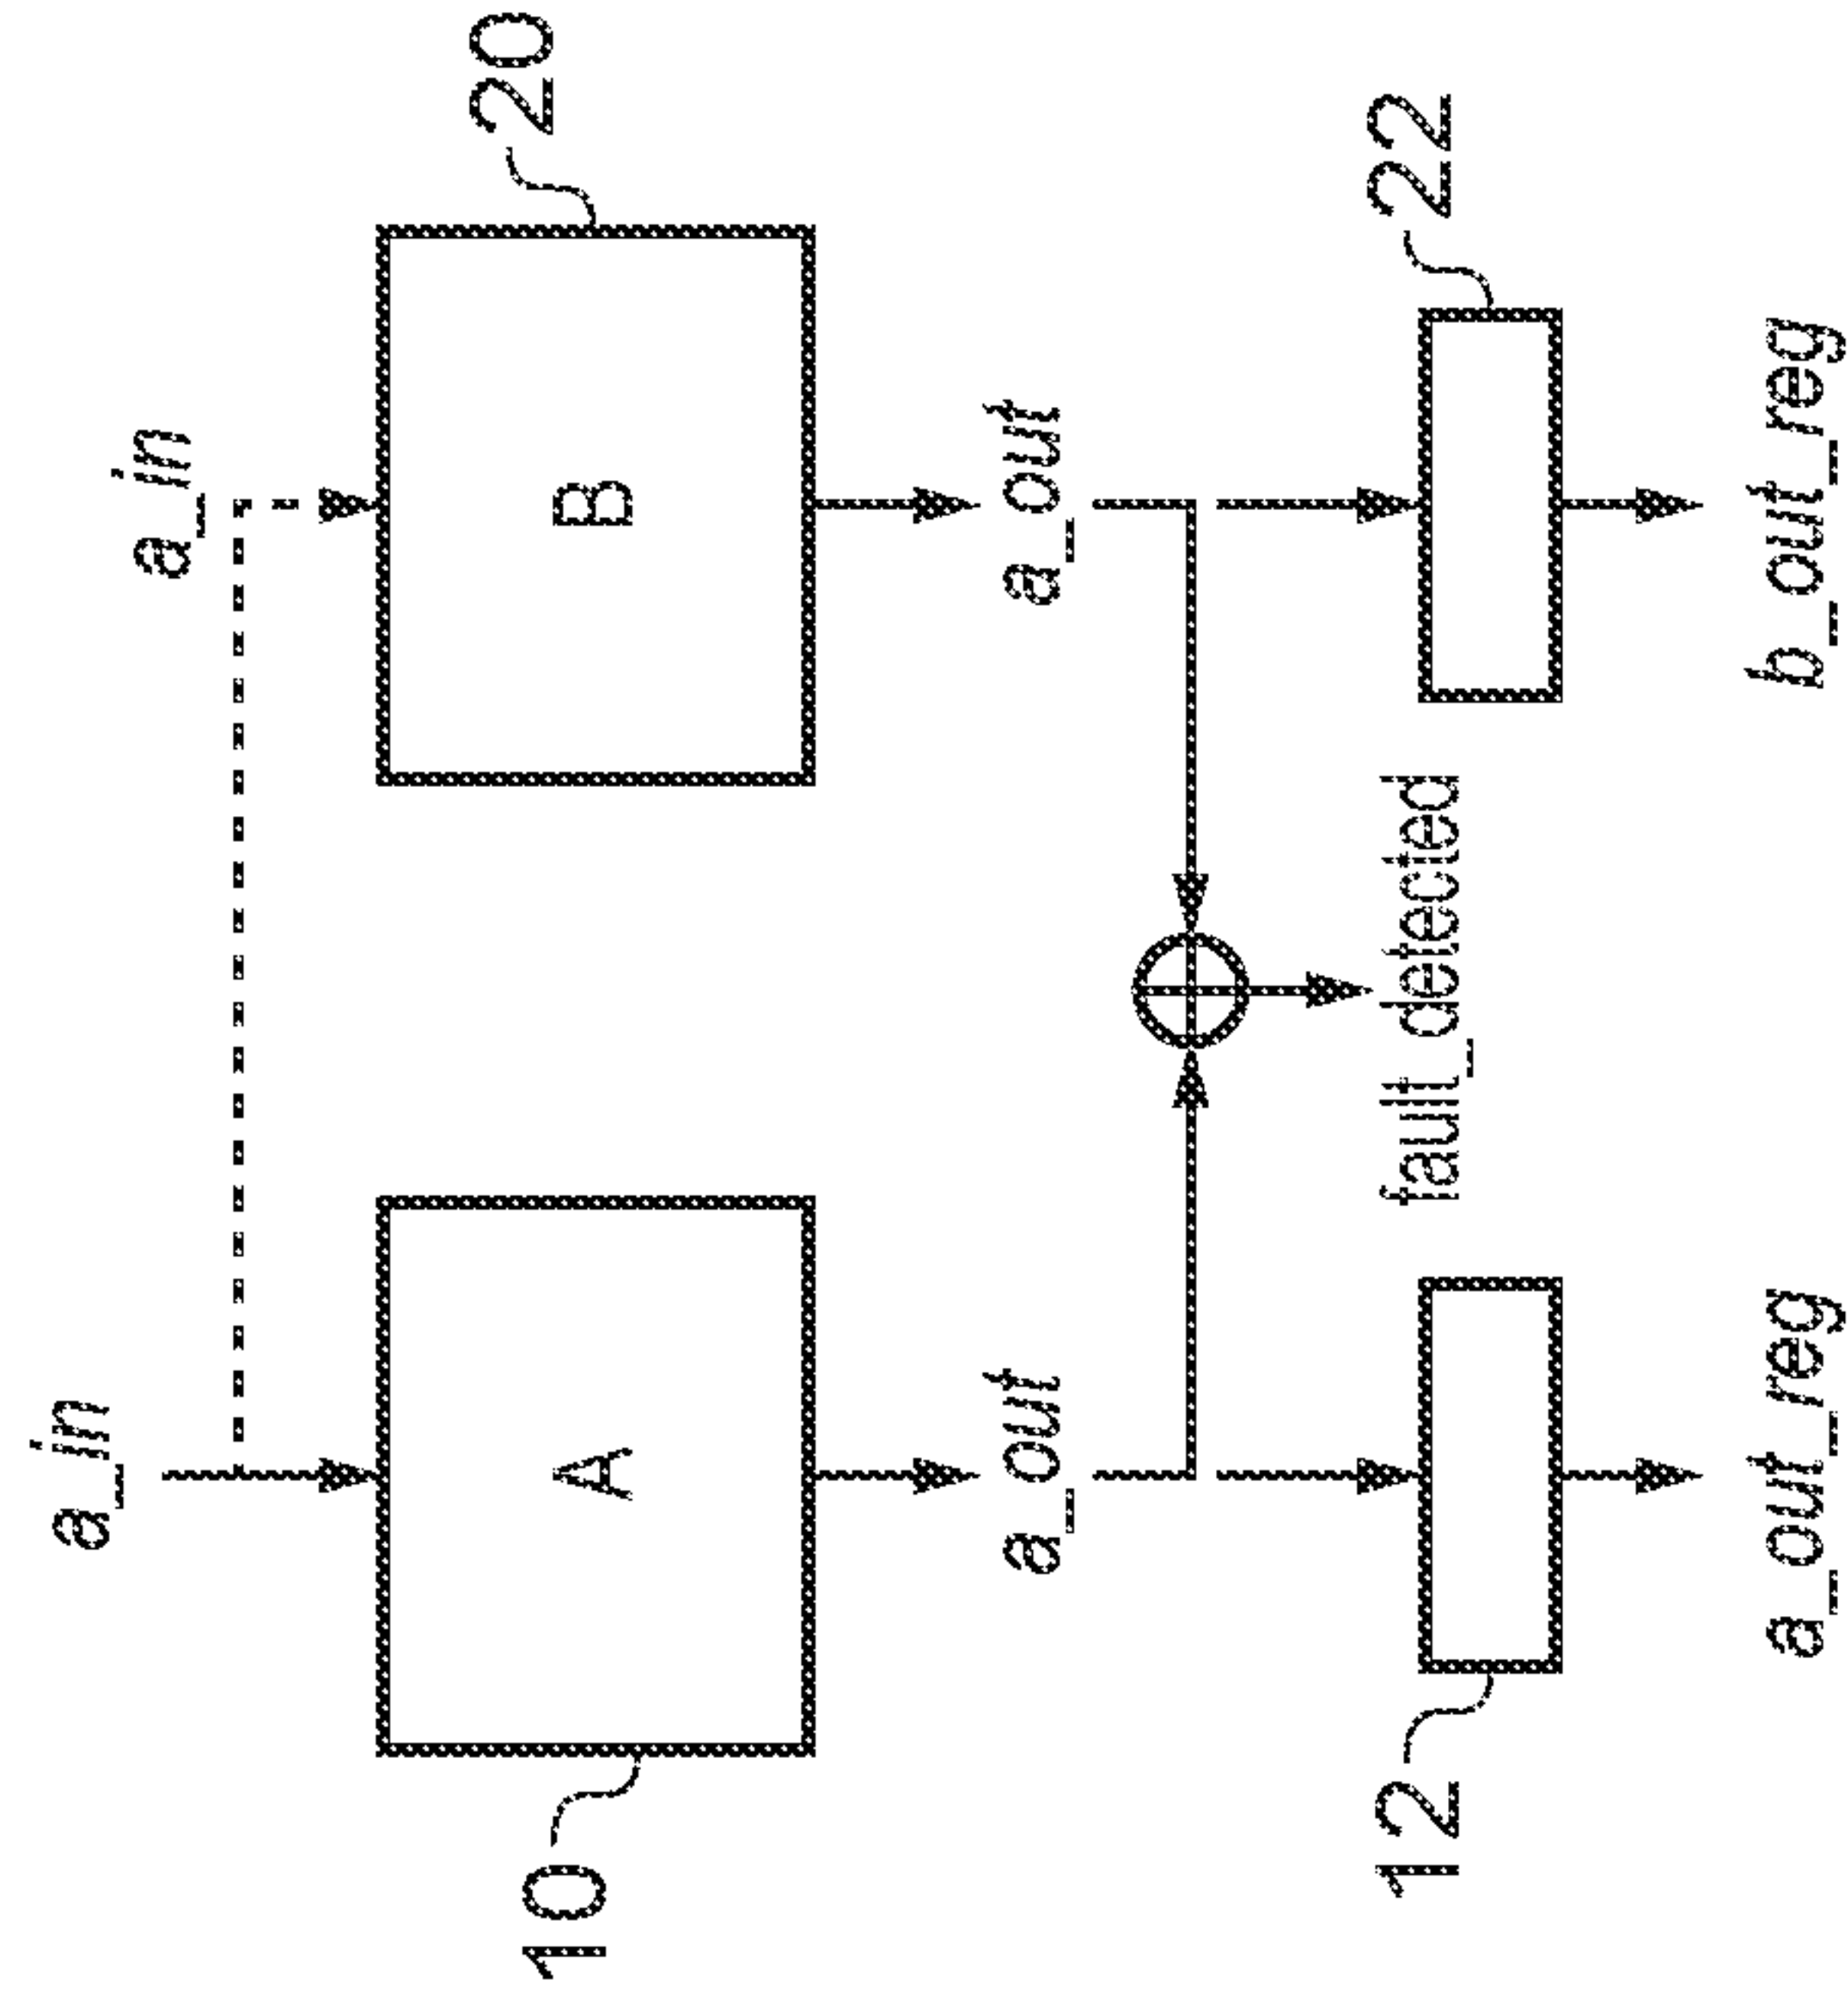 a_in
a_in
10
A
B
20
a_out
a_out
12
fault_detected
22
a_out_reg
b_out_reg